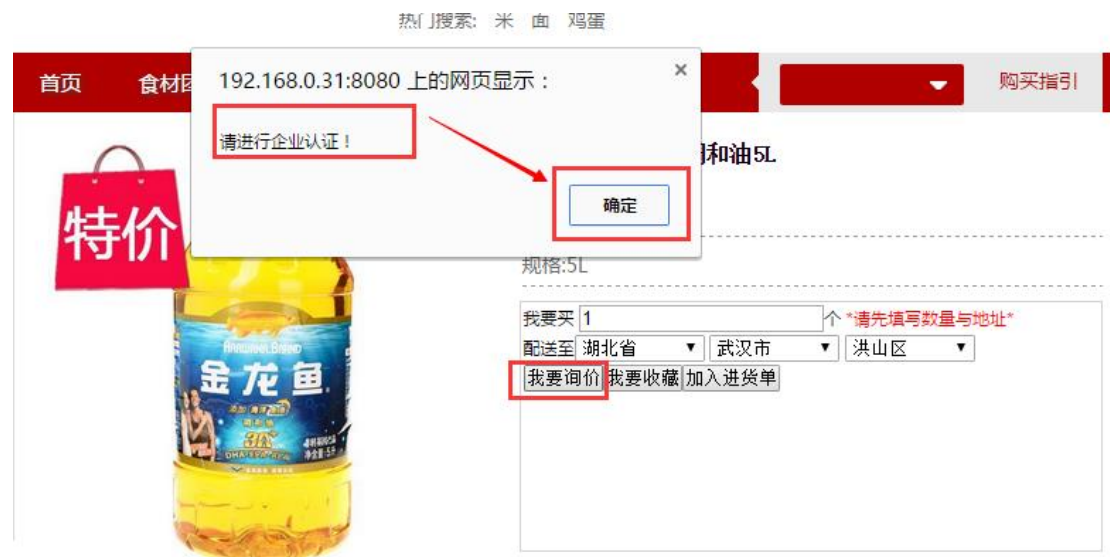 热门搜索: 米 面 鸡蛋
首页 食材团 购买指引
192.168.0.31:8080 上的网页显示：
×
请进行企业认证！
确定
和油5L
特价
规格:5L
我要买 1 个 *请先填写数量与地址*
配送至 湖北省 武汉市 洪山区
我要询价 我要收藏 加入进货单
金龙鱼